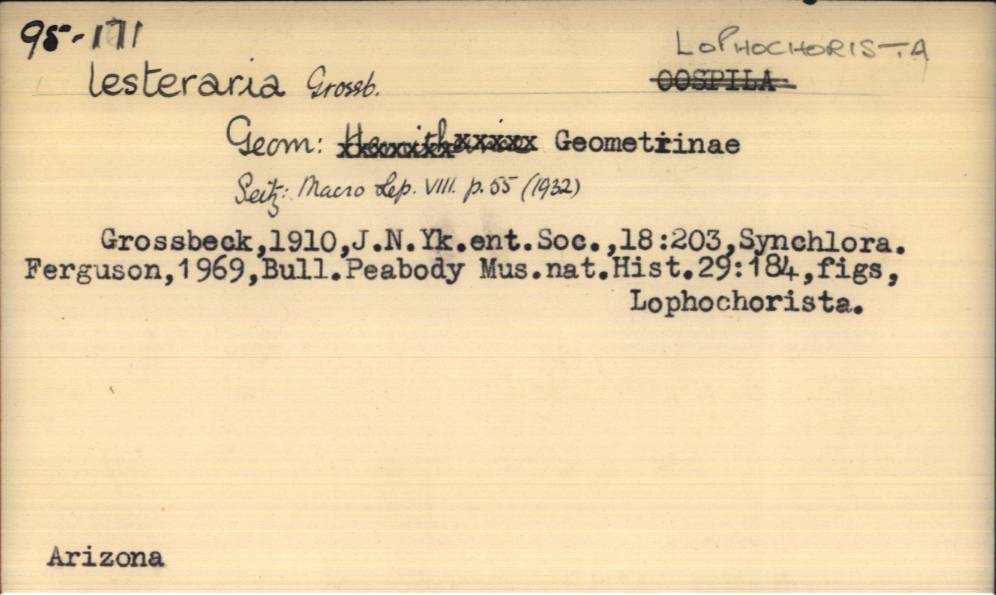 95-171
LOPHOCHORISTA
lesteraria Grossb. OOSPILA
Geom: Geometrinae
Seitz: Macro Lep. VIII. p. 55 (1932)
Grossbeck,1910,J.N.Yk.ent.Soc.,18:203,Synchlora.
Ferguson,1969,Bull.Peabody Mus.nat.Hist.29:184,figs,
Lophochorista.
Arizona